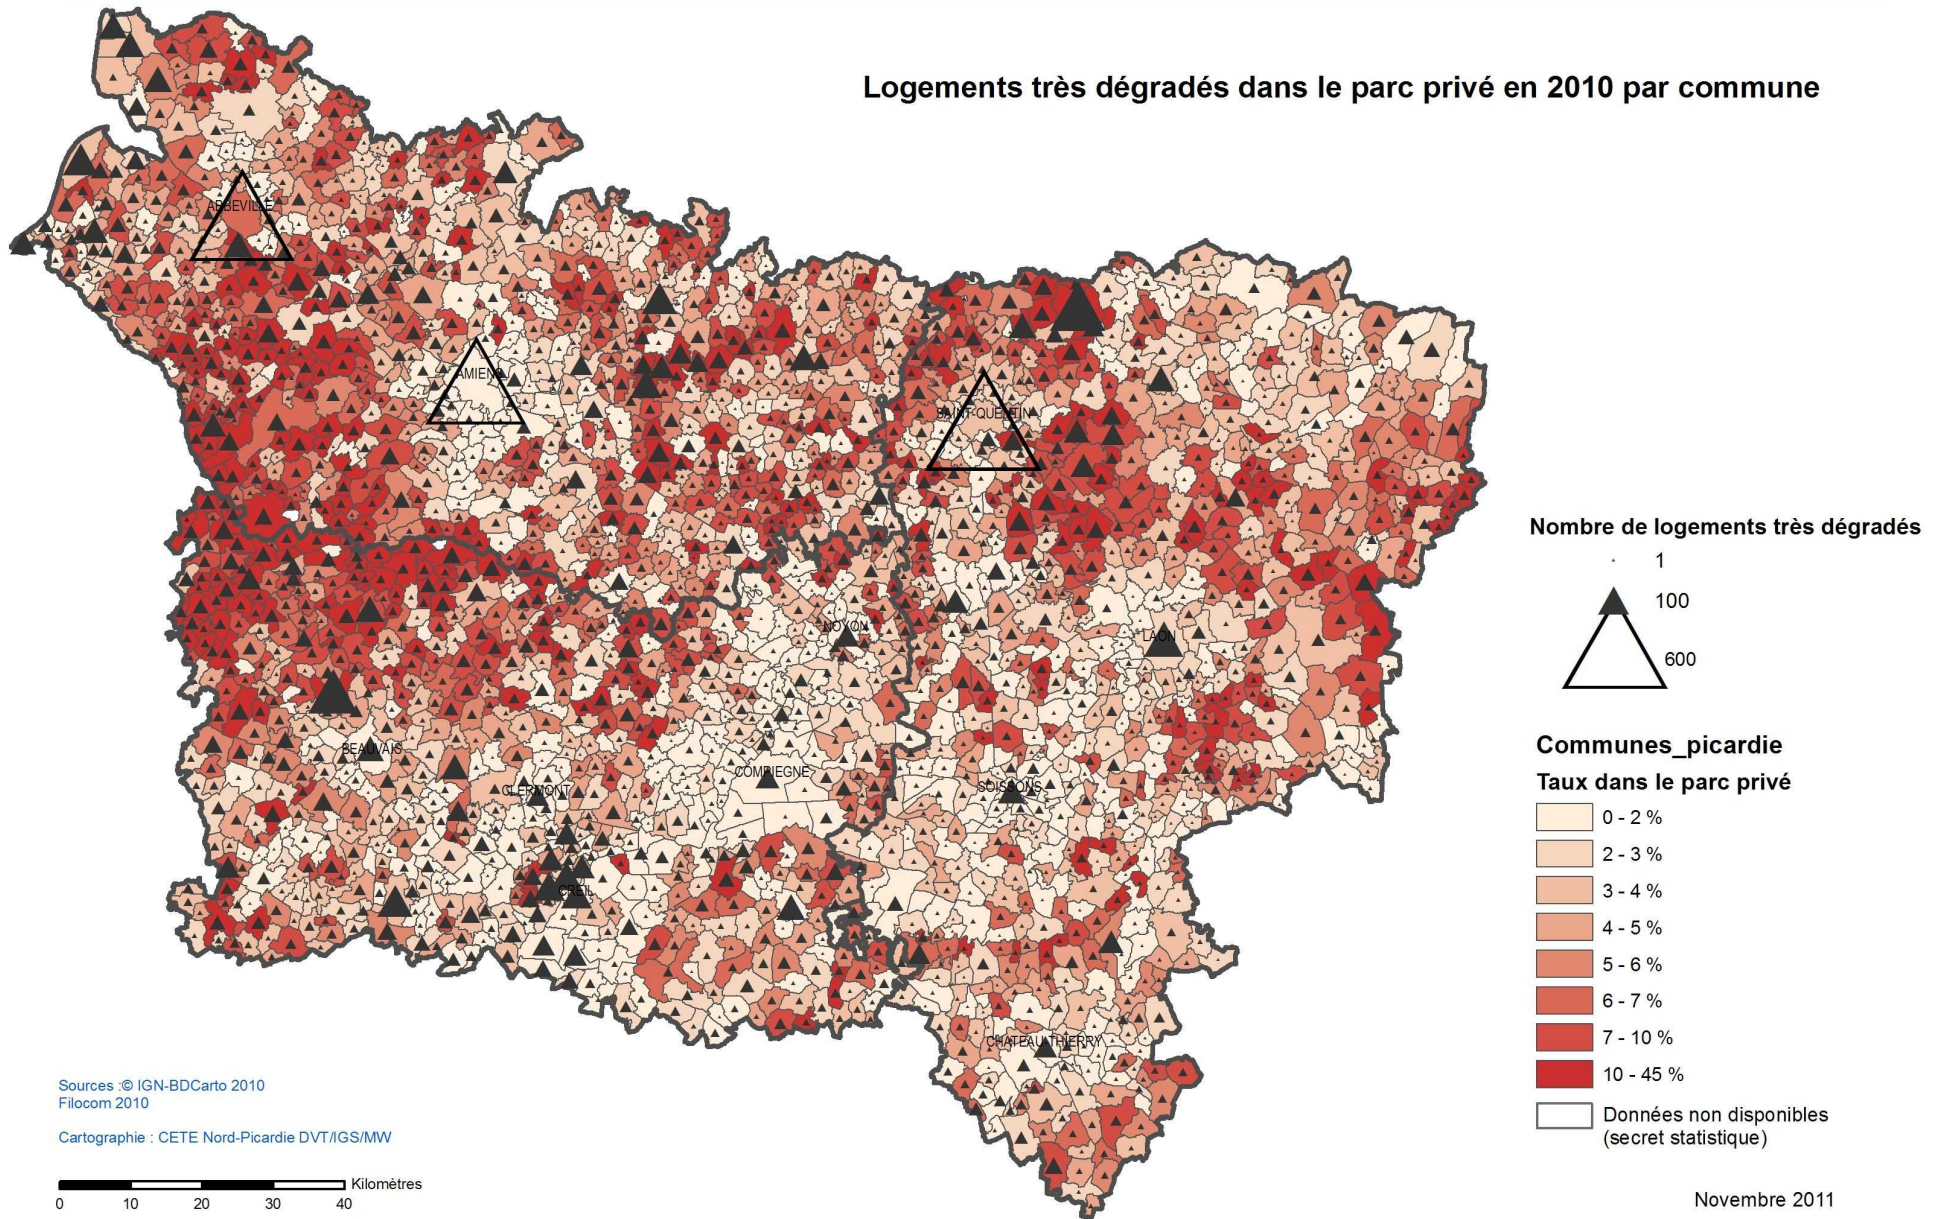 Logements très dégradés dans le parc privé en 2010 par commune
ABBEVILLE
AMIENS
SAINT-QUENTIN
NOYON
LAON
BEAUVAIS
COMPIEGNE
CLERMONT
SOISSONS
CREIL
CHATEAU-THIERRY
Nombre de logements très dégradés
1
100
600
Communes_picardie
Taux dans le parc privé
0 - 2 %
2 - 3 %
3 - 4 %
4 - 5 %
5 - 6 %
6 - 7 %
7 - 10 %
10 - 45 %
Données non disponibles
(secret statistique)
Sources :© IGN-BDCarto 2010
Filocom 2010
Cartographie : CETE Nord-Picardie DVT/IGS/MW
Kilomètres
0 10 20 30 40
Novembre 2011